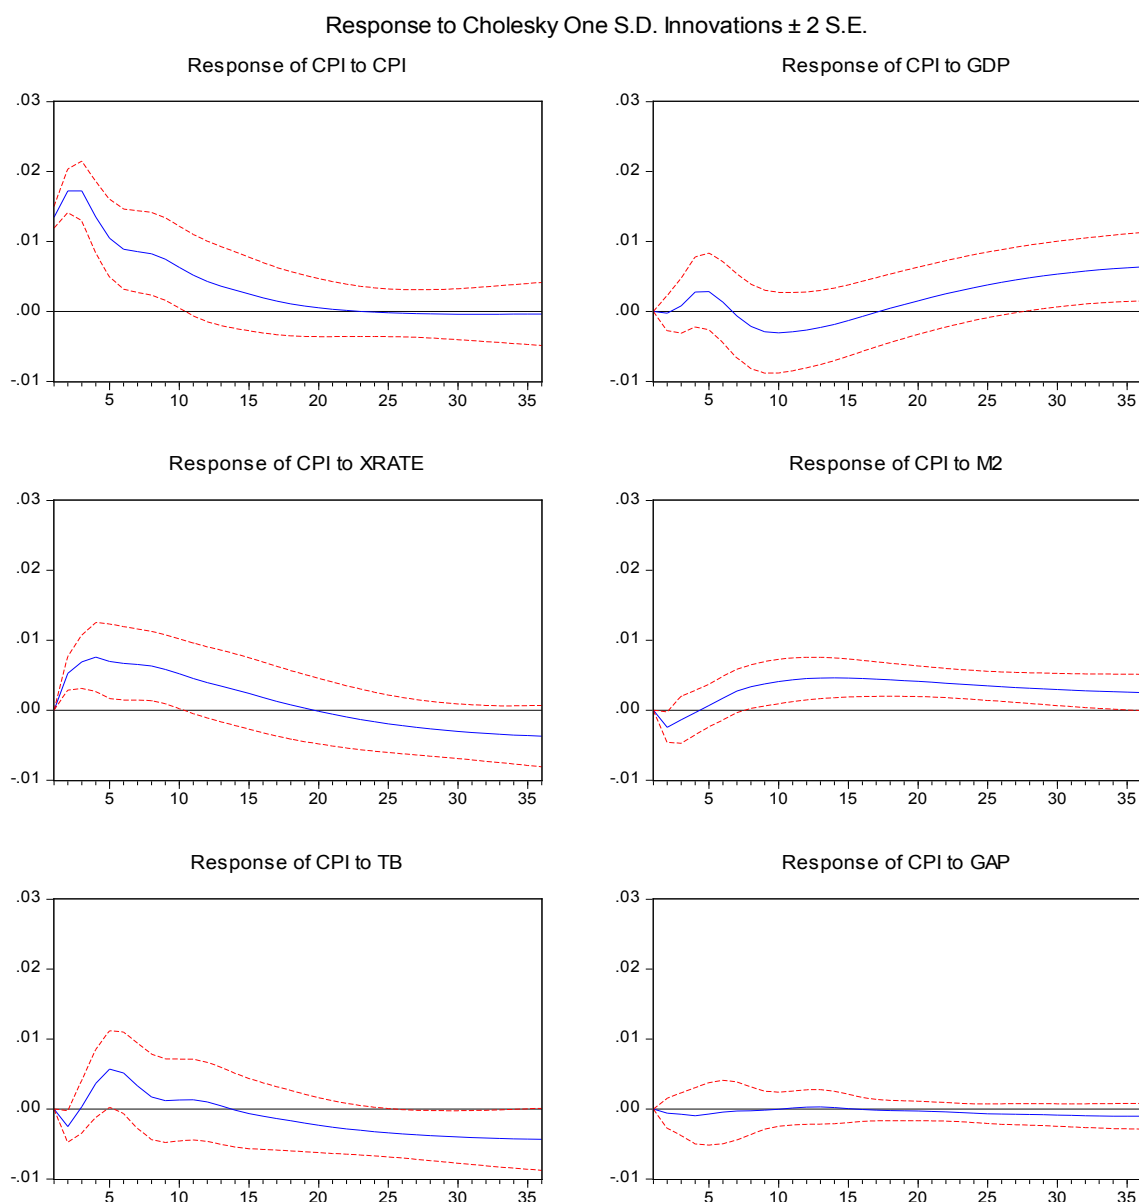 Response to Cholesky One S.D. Innovations ± 2 S.E.
Response of CPI to CPI
.03
.02
.01
.00
-.01
5 10 15 20 25 30 35
Response of CPI to GDP
.03
.02
.01
.00
-.01
5 10 15 20 25 30 35
Response of CPI to XRATE
.03
.02
.01
.00
-.01
5 10 15 20 25 30 35
Response of CPI to M2
.03
.02
.01
.00
-.01
5 10 15 20 25 30 35
Response of CPI to TB
.03
.02
.01
.00
-.01
5 10 15 20 25 30 35
Response of CPI to GAP
.03
.02
.01
.00
-.01
5 10 15 20 25 30 35